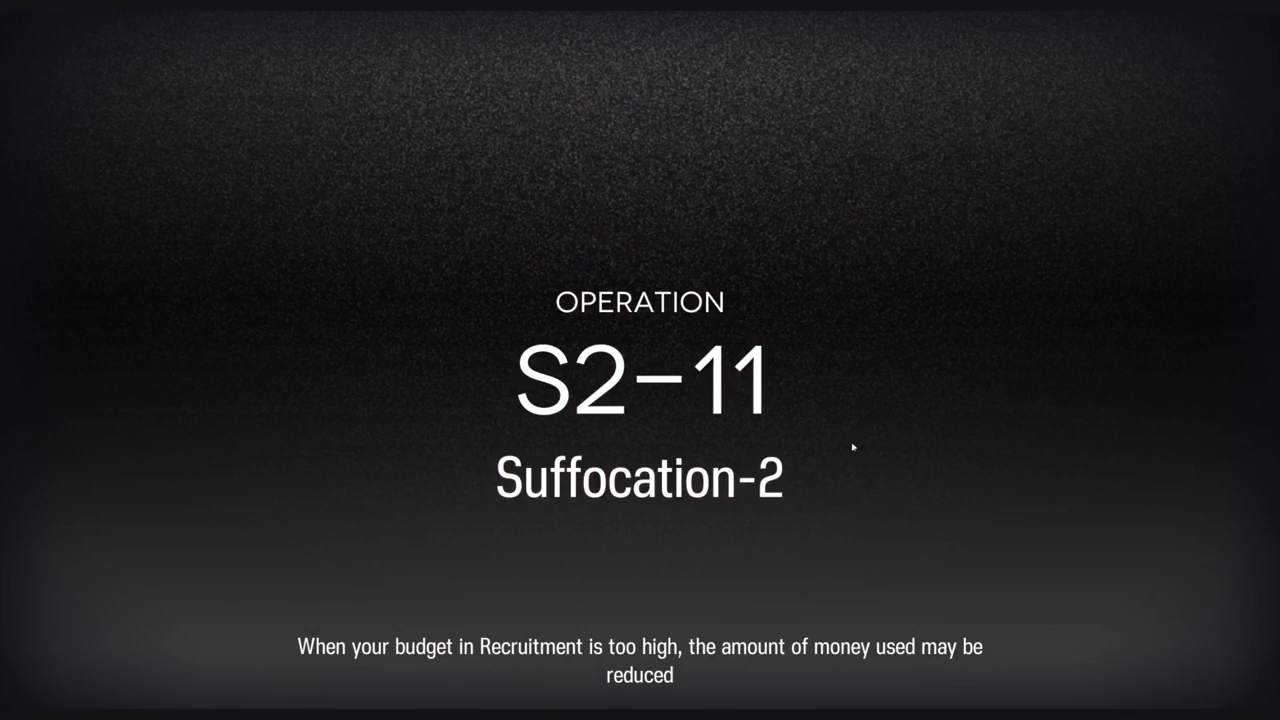 OPERATION
S2-11
Suffocation-2
When your budget in Recruitment is too high, the amount of money used may be
reduced